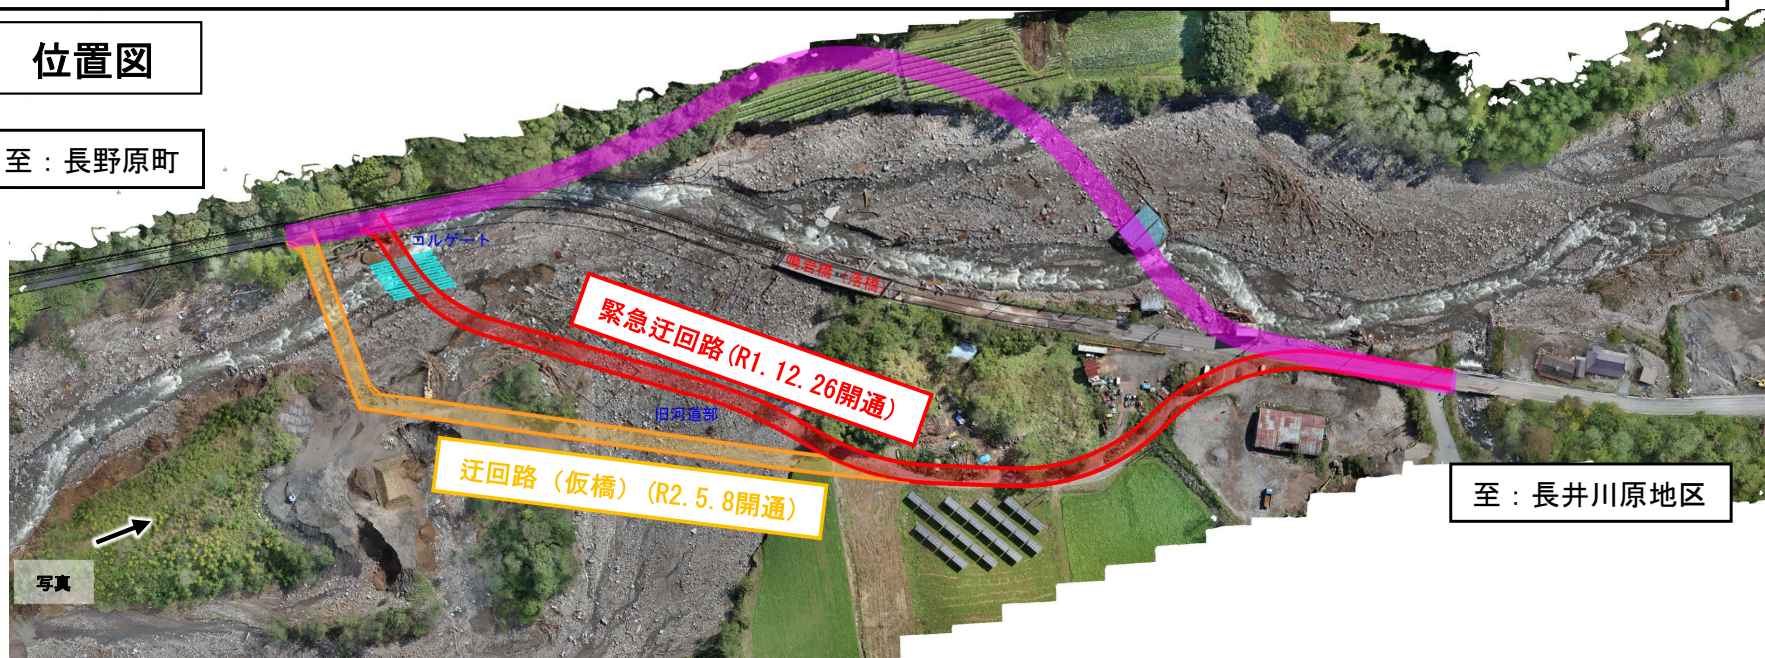 位置図
至：長野原町
コルゲート
鳴岩橋（落橋）
緊急迂回路(R1.12.26開通)
旧河道部
迂回路（仮橋）(R2.5.8開通)
至：長井川原地区
写真